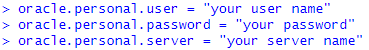 > oracle.personal.user = "your user name"
> oracle.personal.password = "your password"
> oracle.personal.server = "your server name"